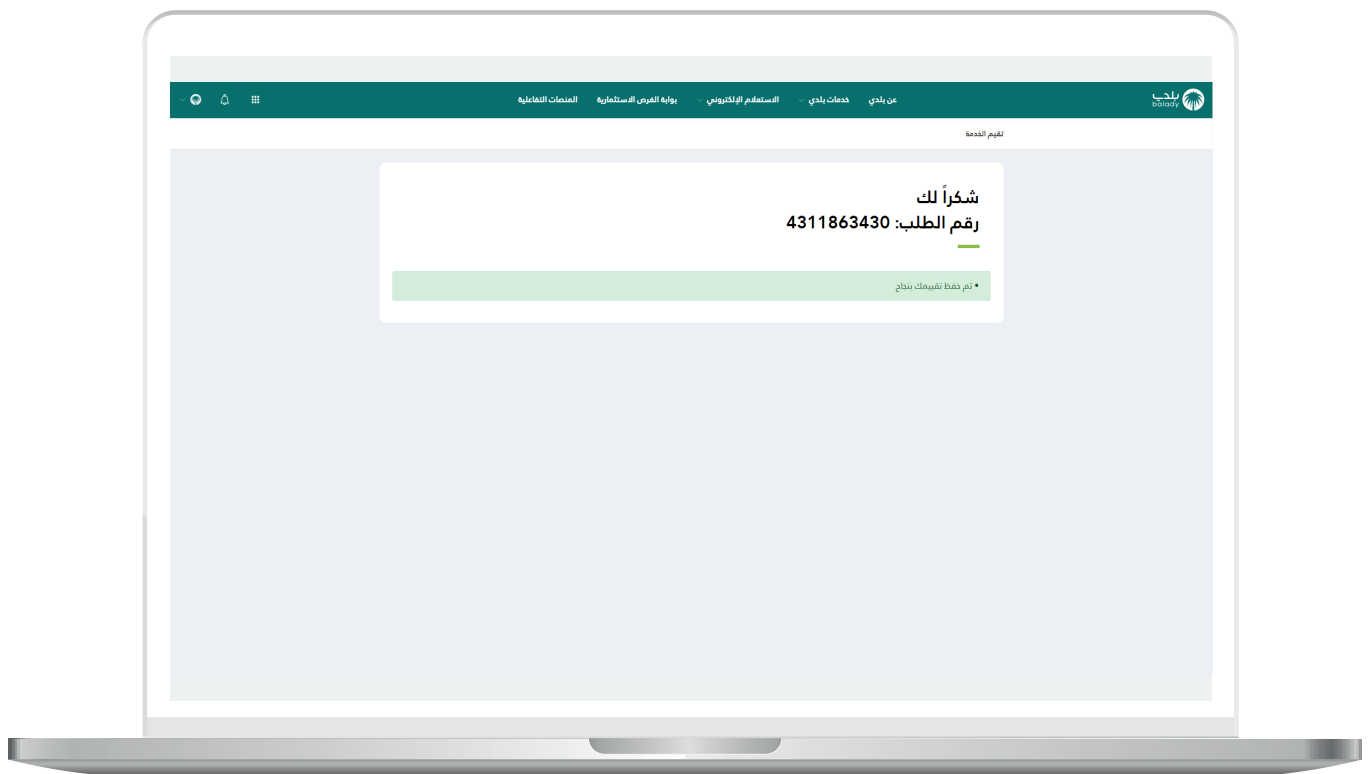 بلدي
balady
عن بلدي
خدمات بلدي
الاستعلام الإلكتروني
بوابة الفرص الاستثمارية
المنصات التفاعلية
تقيم الخدمة
شكراً لك
رقم الطلب: 4311863430
• تم حفظ تقييمك بنجاح